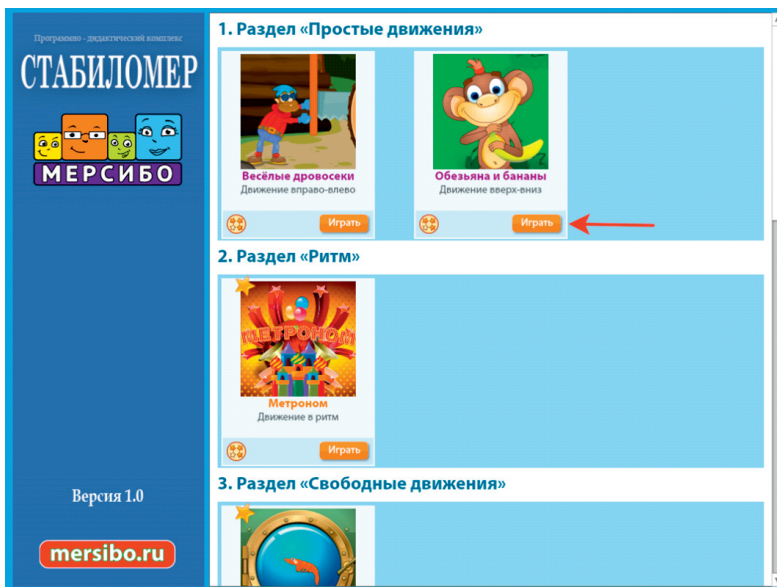 Программно - дидактический комплекс
СТАБИЛОМЕР
МЕРСИБО
Версия 1.0
mersibo.ru
1. Раздел «Простые движения»
Весёлые дровосеки
Движение вправо-влево
Играть
Обезьяна и бананы
Движение вверх-вниз
Играть
2. Раздел «Ритм»
МЕТРОНОМ
Метроном
Движение в ритм
Играть
3. Раздел «Свободные движения»